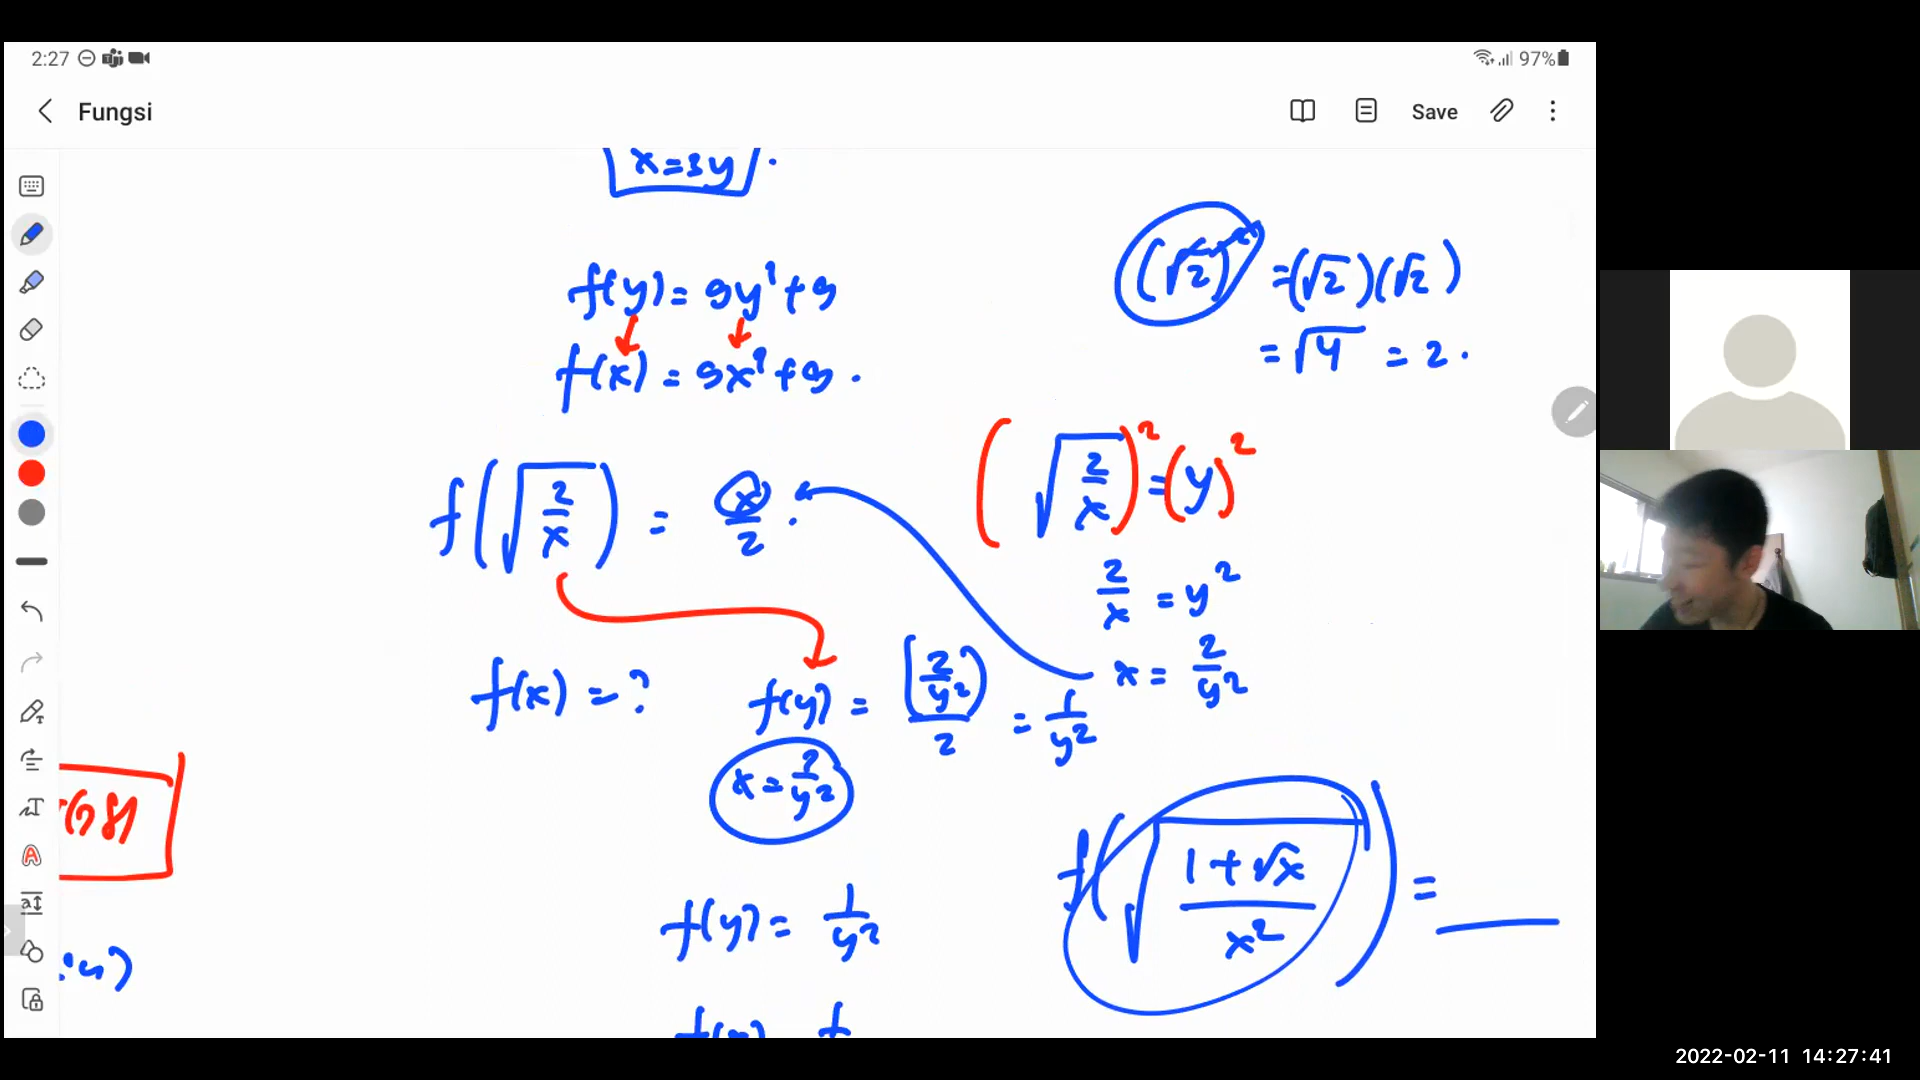 2:27 97%
Fungsi Save
x=3y.
f(y)= 9y²+9
f(x) = 9x²+9.
(√2)² =(√2)(√2)
= √4 = 2.
f(√(2/x)) = x/2.
(√(2/x))²=(y)²
2/x = y²
x = 2/y²
f(x) = ?
f(y) = (2/y²)/2 = 1/y²
x = 2/y²
f(y) = 1/y²
f(√((1+√x)/x²)) =
2022-02-11 14:27:41